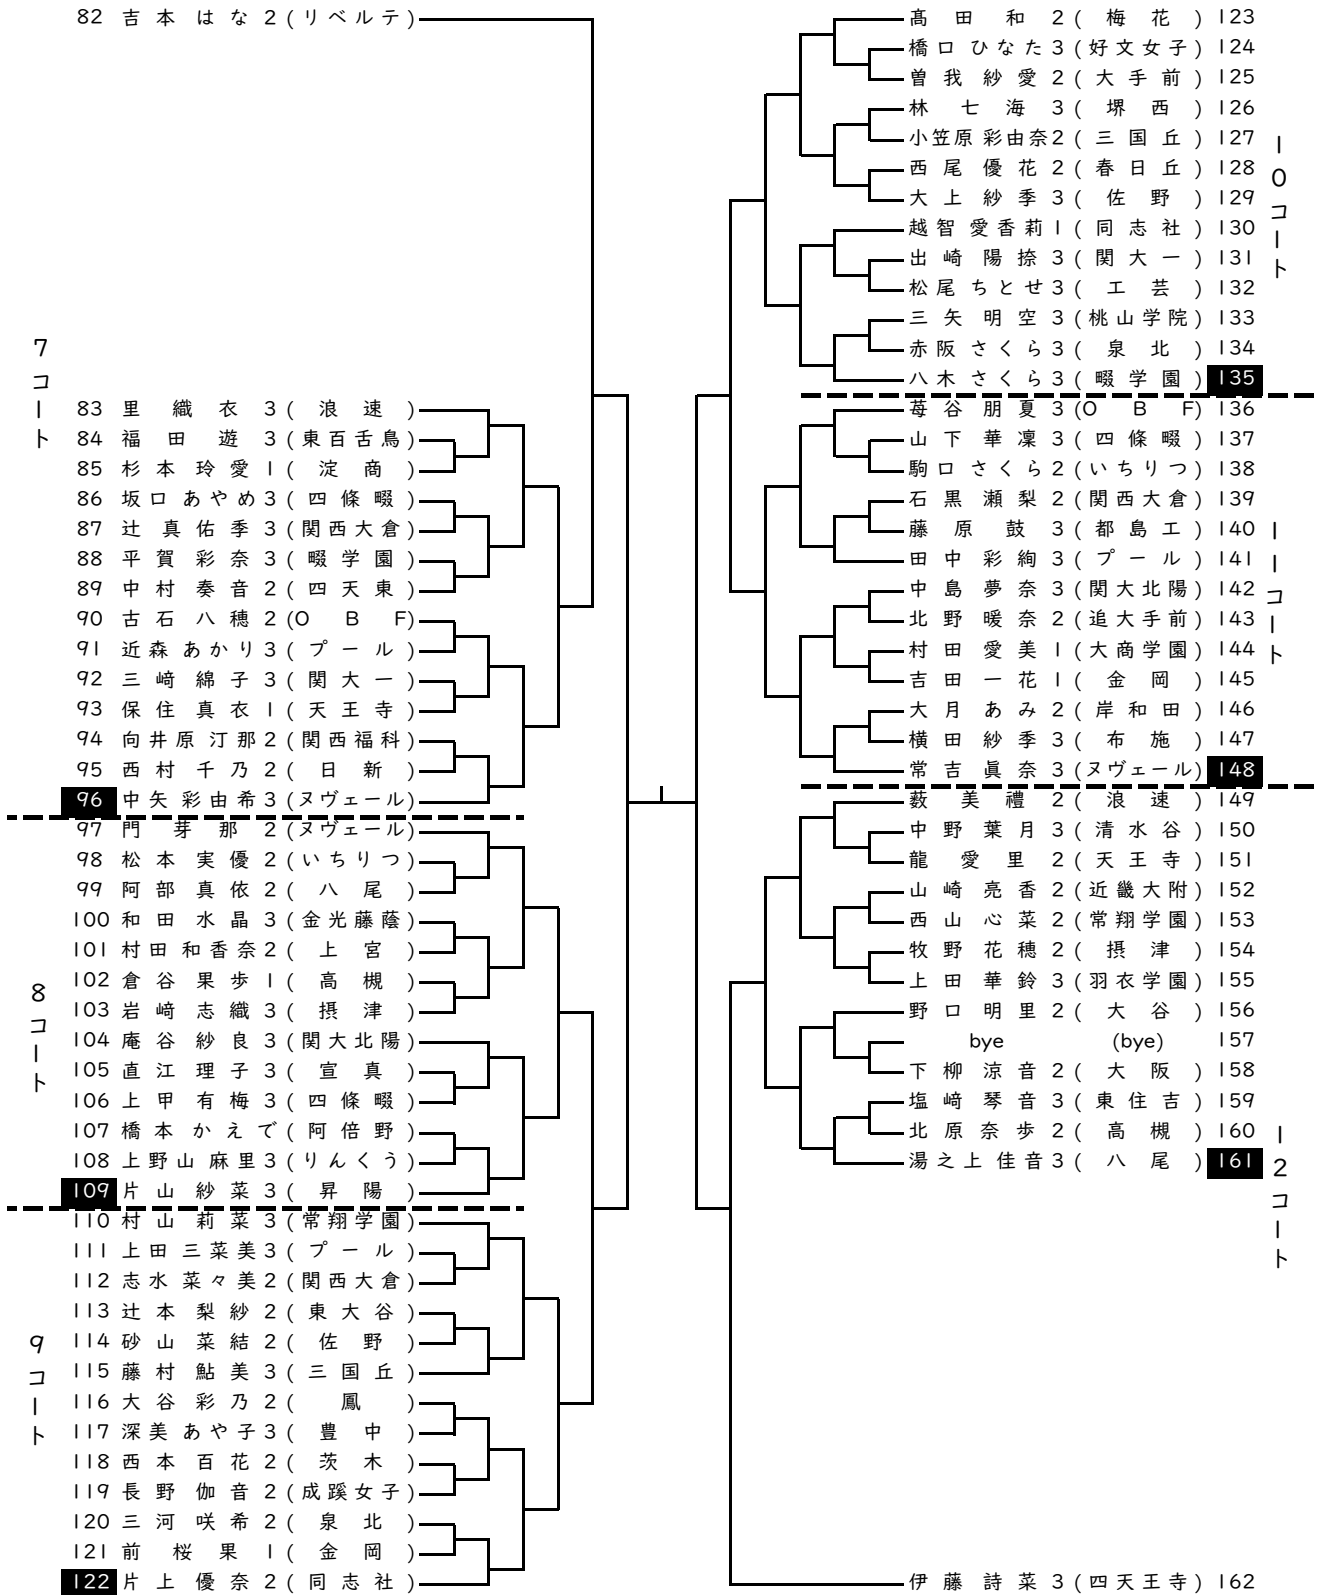 82 吉本 はな 2 (リベルテ)
7コート
83 里 織衣 3 (浪速)
84 福田 遊 3 (東百舌鳥)
85 杉本 玲愛 1 (淀商)
86 坂口 あやめ 3 (四條畷)
87 辻 真佑季 3 (関西大倉)
88 平賀 彩奈 3 (畷学園)
89 中村 奏音 2 (四天東)
90 古石 八穂 2 (OBF)
91 近森 あかり 3 (プール)
92 三﨑 綿子 3 (関大一)
93 保住 真衣 1 (天王寺)
94 向井原 汀那 2 (関西福科)
95 西村 千乃 2 (日新)
96 中矢 彩由希 3 (ヌヴェール)
97 門 芽那 2 (ヌヴェール)
98 松本 実優 2 (いちりつ)
99 阿部 真依 2 (八尾)
100 和田 水晶 3 (金光藤蔭)
101 村田 和香奈 2 (上宮)
102 倉谷 果歩 1 (高槻)
8コート
103 岩﨑 志織 3 (摂津)
104 庵谷 紗良 3 (関大北陽)
105 直江 理子 3 (宣真)
106 上甲 有梅 3 (四條畷)
107 橋本 かえで (阿倍野)
108 上野山 麻里 3 (りんくう)
109 片山 紗菜 3 (昇陽)
110 村山 莉菜 3 (常翔学園)
111 上田 三菜美 3 (プール)
112 志水 菜々美 2 (関西大倉)
113 辻本 梨紗 2 (東大谷)
114 砂山 菜結 2 (佐野)
9コート
115 藤村 鮎美 3 (三国丘)
116 大谷 彩乃 2 (鳳)
117 深美 あや子 3 (豊中)
118 西本 百花 2 (茨木)
119 長野 伽音 2 (成蹊女子)
120 三河 咲希 2 (泉北)
121 前 桜果 1 (金岡)
122 片上 優奈 2 (同志社)
髙田 和 2 (梅花) 123
橋口 ひなた 3 (好文女子) 124
曽我 紗愛 2 (大手前) 125
林 七海 3 (堺西) 126
小笠原 彩由奈 2 (三国丘) 127
10コート
西尾 優花 2 (春日丘) 128
大上 紗季 3 (佐野) 129
越智 愛香莉 1 (同志社) 130
出崎 陽捺 3 (関大一) 131
松尾 ちとせ 3 (工芸) 132
三矢 明空 3 (桃山学院) 133
赤阪 さくら 3 (泉北) 134
八木 さくら 3 (畷学園) 135
苺谷 朋夏 3 (OBF) 136
山下 華凜 3 (四條畷) 137
駒口 さくら 2 (いちりつ) 138
石黒 瀬梨 2 (関西大倉) 139
藤原 鼓 3 (都島工) 140
11コート
田中 彩絢 3 (プール) 141
中島 夢奈 3 (関大北陽) 142
北野 暖奈 2 (追大手前) 143
村田 愛美 1 (大商学園) 144
吉田 一花 1 (金岡) 145
大月 あみ 2 (岸和田) 146
横田 紗季 3 (布施) 147
常吉 眞奈 3 (ヌヴェール) 148
薮 美禮 2 (浪速) 149
中野 葉月 3 (清水谷) 150
龍 愛里 2 (天王寺) 151
山崎 亮香 2 (近畿大附) 152
西山 心菜 2 (常翔学園) 153
牧野 花穂 2 (摂津) 154
上田 華鈴 3 (羽衣学園) 155
野口 明里 2 (大谷) 156
bye (bye) 157
下柳 涼音 2 (大阪) 158
塩﨑 琴音 3 (東住吉) 159
北原 奈歩 2 (高槻) 160
12コート
湯之上 佳音 3 (八尾) 161
伊藤 詩菜 3 (四天王寺) 162